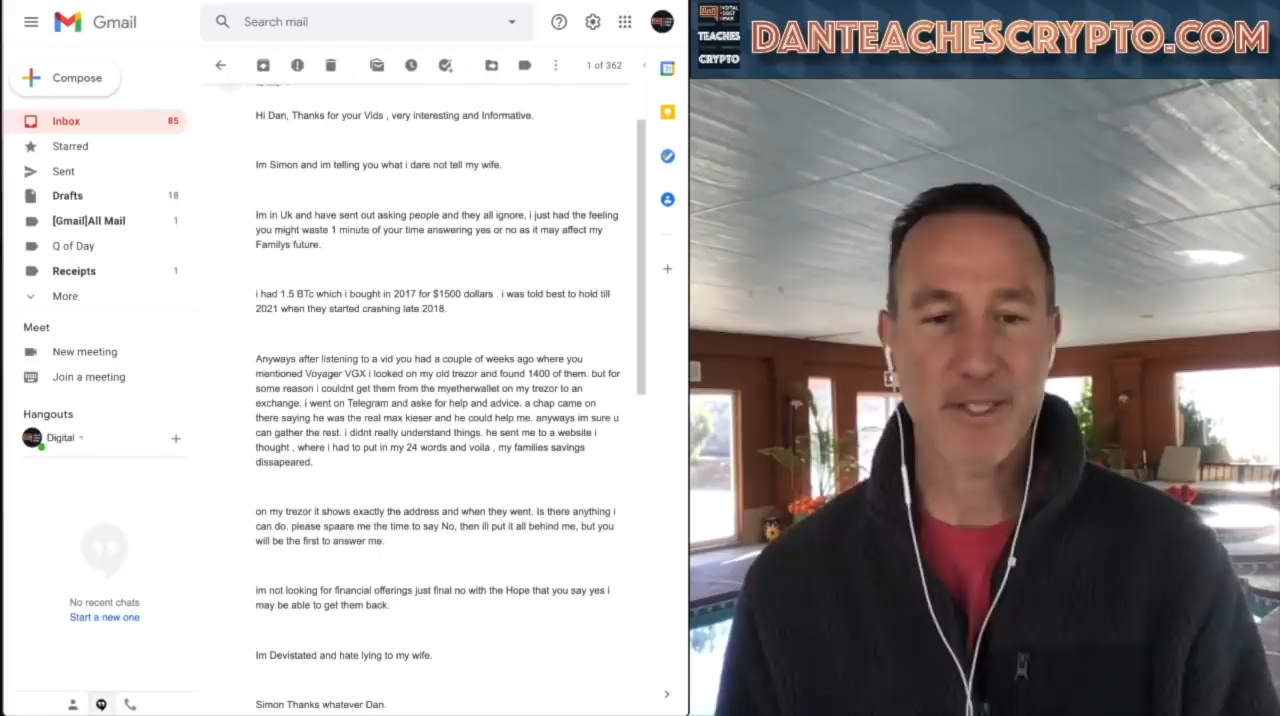 Gmail
Search mail
DIGITAL ASSET
TEACHES
CRYPTO
DANTEACHESCRYPTO.COM
Compose
1 of 362
Inbox 85
Starred
Sent
Drafts 18
[Gmail]All Mail 1
Q of Day
Receipts 1
More
Meet
New meeting
Join a meeting
Hangouts
Digital
No recent chats
Start a new one
Hi Dan, Thanks for your Vids , very interesting and Informative.
Im Simon and im telling you what i dare not tell my wife.
Im in Uk and have sent out asking people and they all ignore, i just had the feeling
you might waste 1 minute of your time answering yes or no as it may affect my
Familys future.
i had 1.5 BTc which i bought in 2017 for $1500 dollars . i was told best to hold till
2021 when they started crashing late 2018.
Anyways after listening to a vid you had a couple of weeks ago where you
mentioned Voyager VGX i looked on my old trezor and found 1400 of them. but for
some reason i couldnt get them from the myetherwallet on my trezor to an
exchange. i went on Telegram and aske for help and advice. a chap came on
there saying he was the real max kieser and he could help me. anyways im sure u
can gather the rest. i didnt really understand things. he sent me to a website i
thought , where i had to put in my 24 words and voila , my families savings
dissapeared.
on my trezor it shows exactly the address and when they went. Is there anything i
can do. please spaare me the time to say No, then ill put it all behind me, but you
will be the first to answer me.
im not looking for financial offerings just final no with the Hope that you say yes i
may be able to get them back.
Im Devistated and hate lying to my wife.
Simon Thanks whatever Dan.